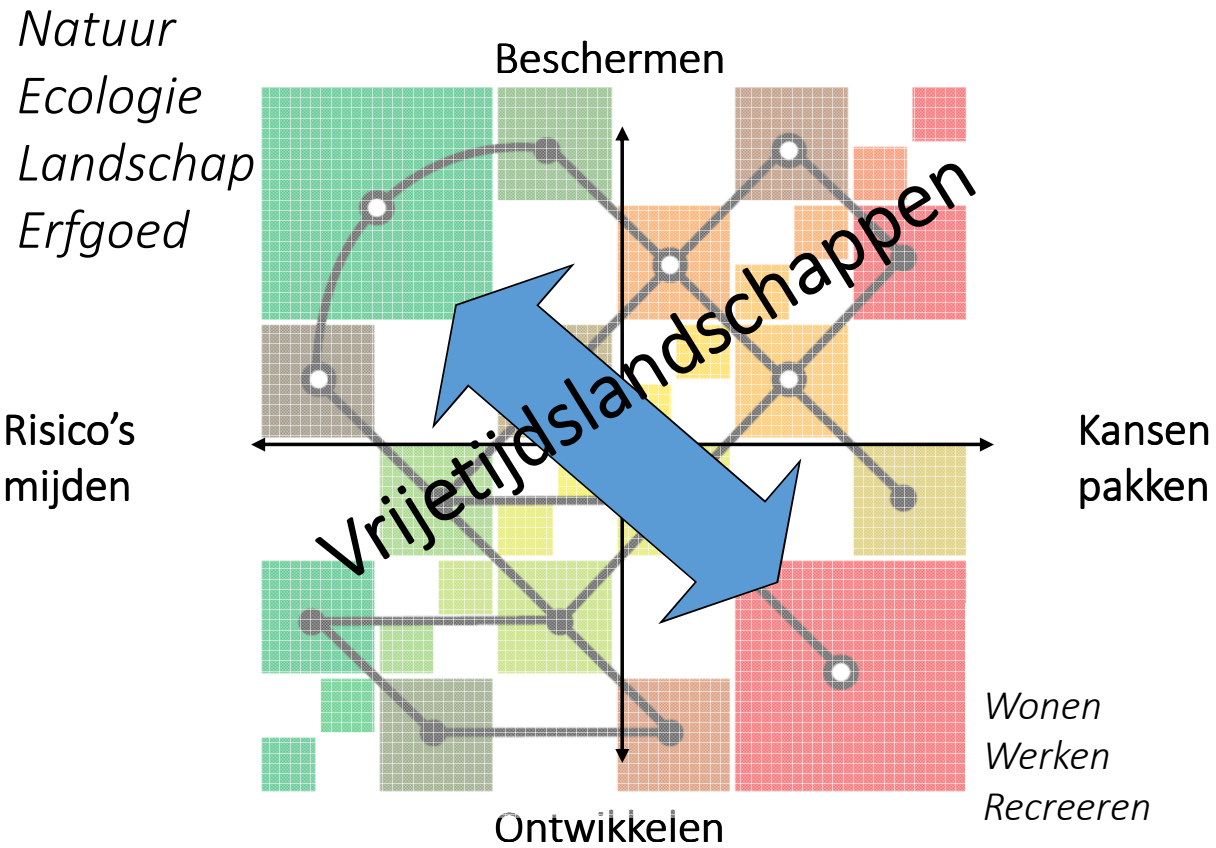 Natuur
Ecologie
Landschap
Erfgoed
Beschermen
Vrijetijdslandschappen
Risico's
mijden
Kansen
pakken
Wonen
Werken
Recreeren
Ontwikkelen